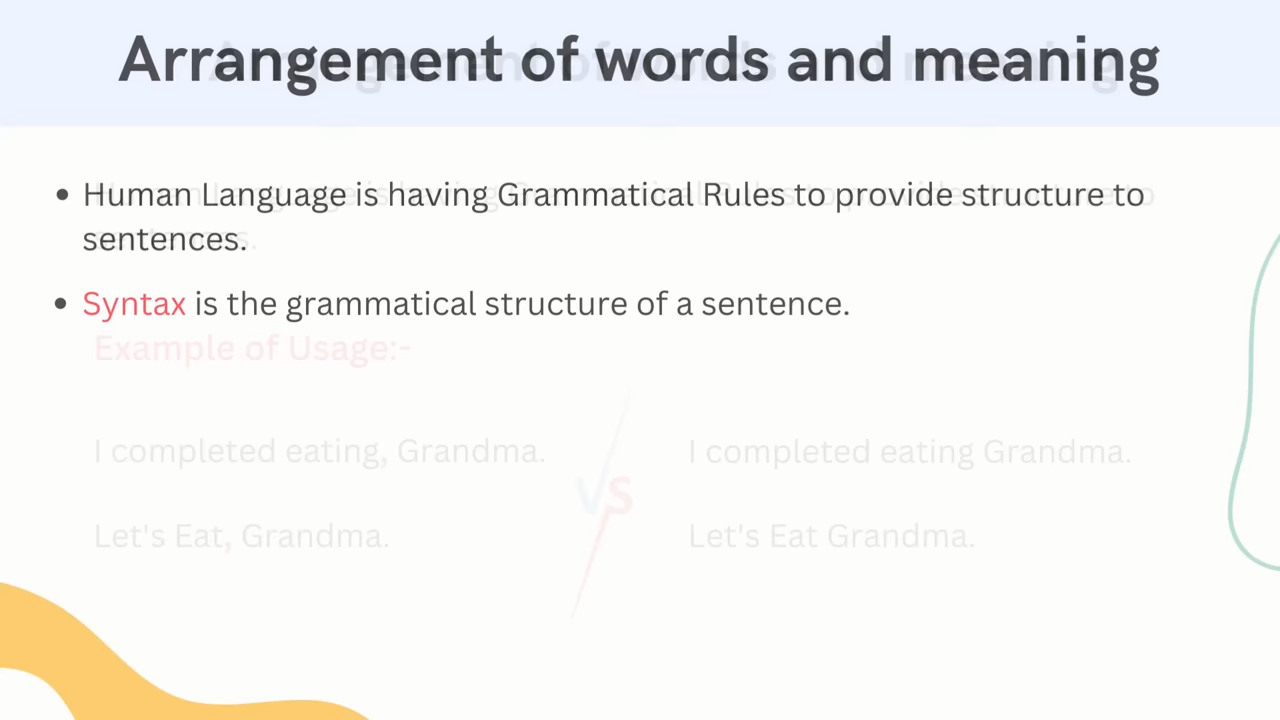 Arrangement of words and meaning
• Human Language is having Grammatical Rules to provide structure to
sentences.
• Syntax is the grammatical structure of a sentence.
Example of Usage:-
I completed eating, Grandma.
I completed eating Grandma.
VS
Let's Eat, Grandma.
Let's Eat Grandma.